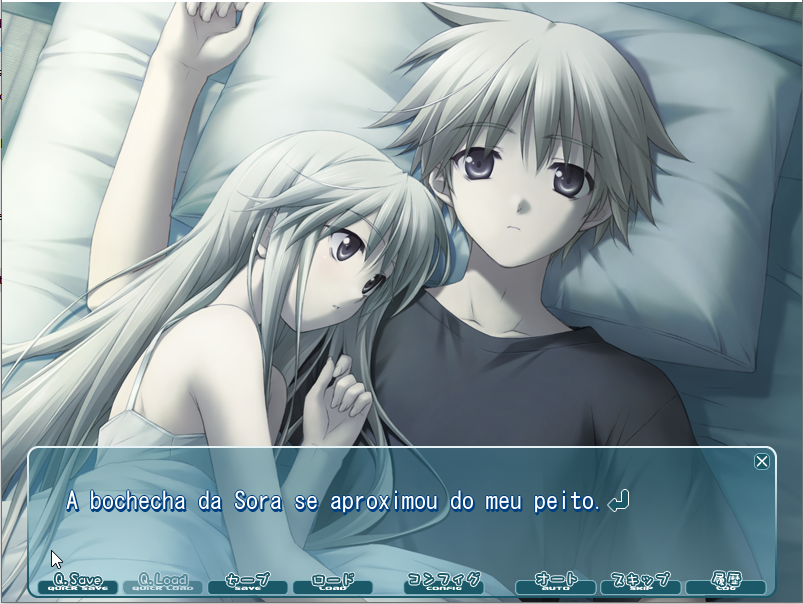 A bochecha da Sora se aproximou do meu peito.
Q.Save Q.Load セーブ ロード コンフィグ オート スキップ 履歴
QUICK SAVE QUICK LOAD SAVE LOAD CONFIG AUTO SKIP LOG